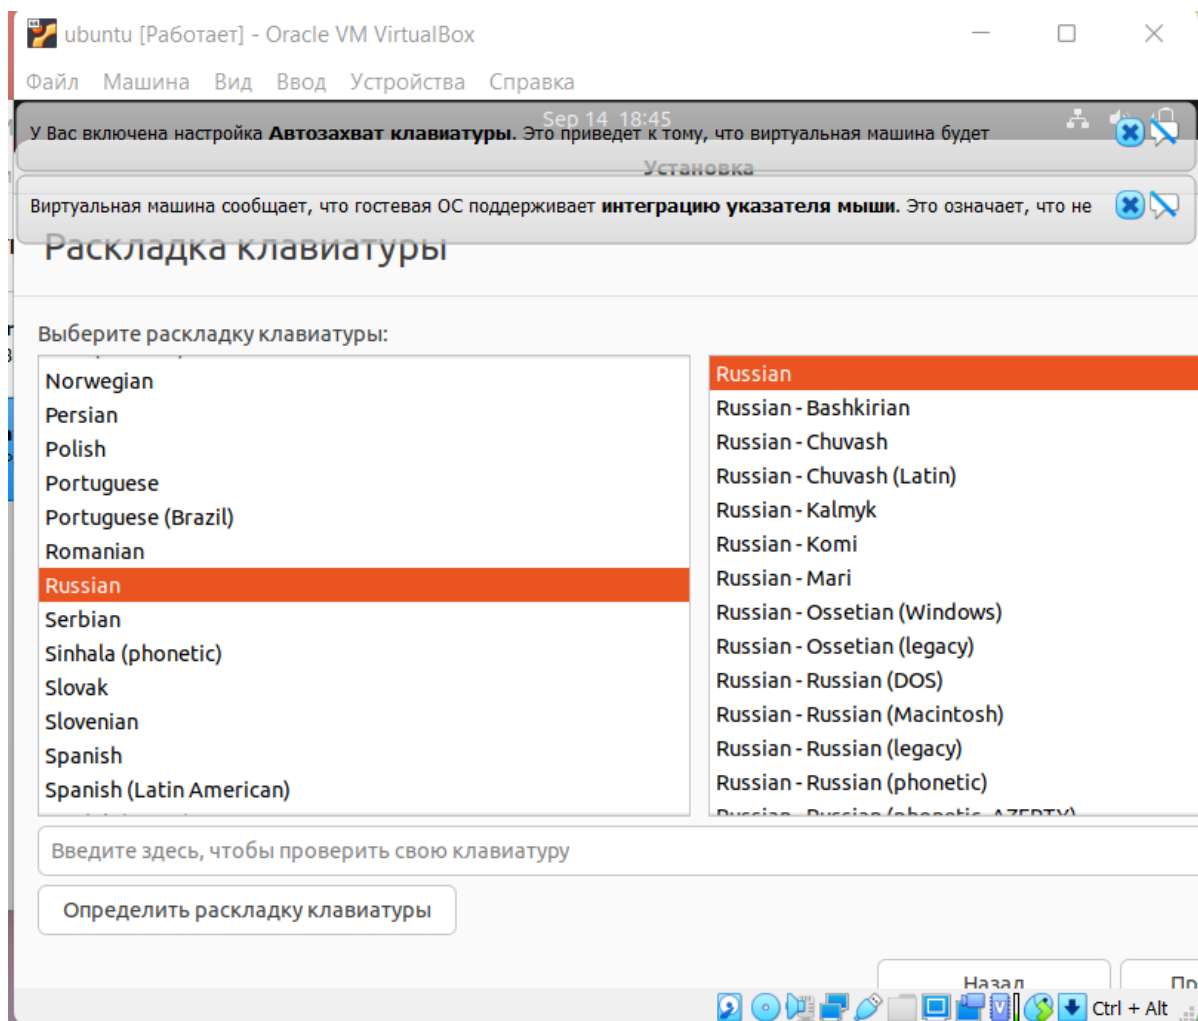 ubuntu [Работает] - Oracle VM VirtualBox
Файл Машина Вид Ввод Устройства Справка
Sep 14 18:45
У Вас включена настройка Автозахват клавиатуры. Это приведет к тому, что виртуальная машина будет
Установка
Виртуальная машина сообщает, что гостевая ОС поддерживает интеграцию указателя мыши. Это означает, что не
Раскладка клавиатуры
Выберите раскладку клавиатуры:
Norwegian
Persian
Polish
Portuguese
Portuguese (Brazil)
Romanian
Russian
Serbian
Sinhala (phonetic)
Slovak
Slovenian
Spanish
Spanish (Latin American)
Russian
Russian - Bashkirian
Russian - Chuvash
Russian - Chuvash (Latin)
Russian - Kalmyk
Russian - Komi
Russian - Mari
Russian - Ossetian (Windows)
Russian - Ossetian (legacy)
Russian - Russian (DOS)
Russian - Russian (Macintosh)
Russian - Russian (legacy)
Russian - Russian (phonetic)
Russian - Russian (phonetic, AZERTY)
Введите здесь, чтобы проверить свою клавиатуру
Определить раскладку клавиатуры
Назад
Ctrl + Alt